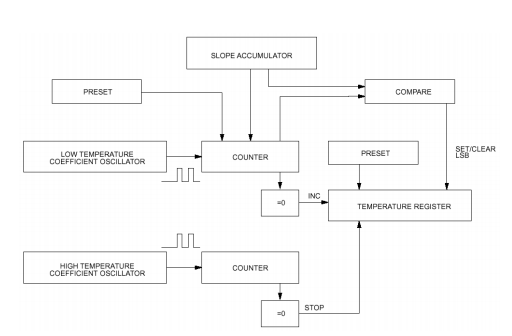 SLOPE ACCUMULATOR
PRESET
COMPARE
LOW TEMPERATURE
COEFFICIENT OSCILLATOR
COUNTER
PRESET
SET/CLEAR
LSB
=0
INC
TEMPERATURE REGISTER
HIGH TEMPERATURE
COEFFICIENT OSCILLATOR
COUNTER
=0
STOP